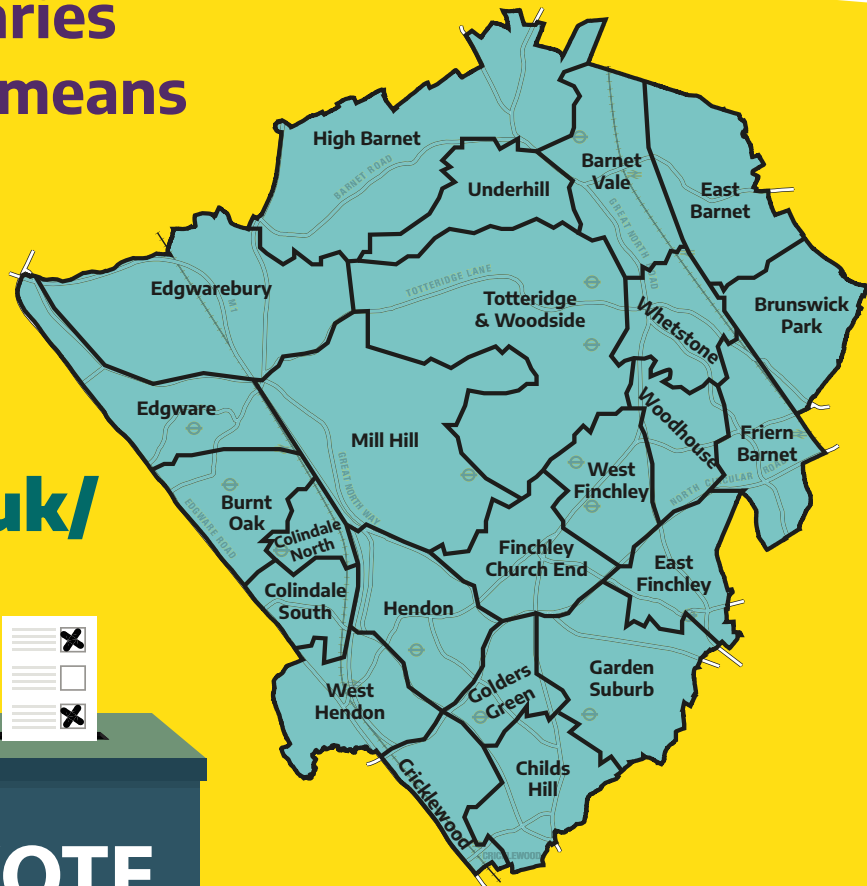 aries
means
uk/
OTE
High Barnet
BARNET ROAD
Underhill
Barnet
Vale
East
Barnet
GREAT NORTH ROAD
Edgwarebury
M1
TOTTERIDGE LANE
Totteridge
& Woodside
Whetstone
Brunswick
Park
Edgware
Mill Hill
Woodhouse
Friern
Barnet
GREAT NORTH WAY
West
Finchley
NORTH CIRCULAR ROAD
Burnt
Oak
EDGWARE ROAD
Colindale
North
Finchley
Church End
East
Finchley
Colindale
South
Hendon
West
Hendon
Golders
Green
Garden
Suburb
Cricklewood
Childs
Hill
CRICKLEWOOD